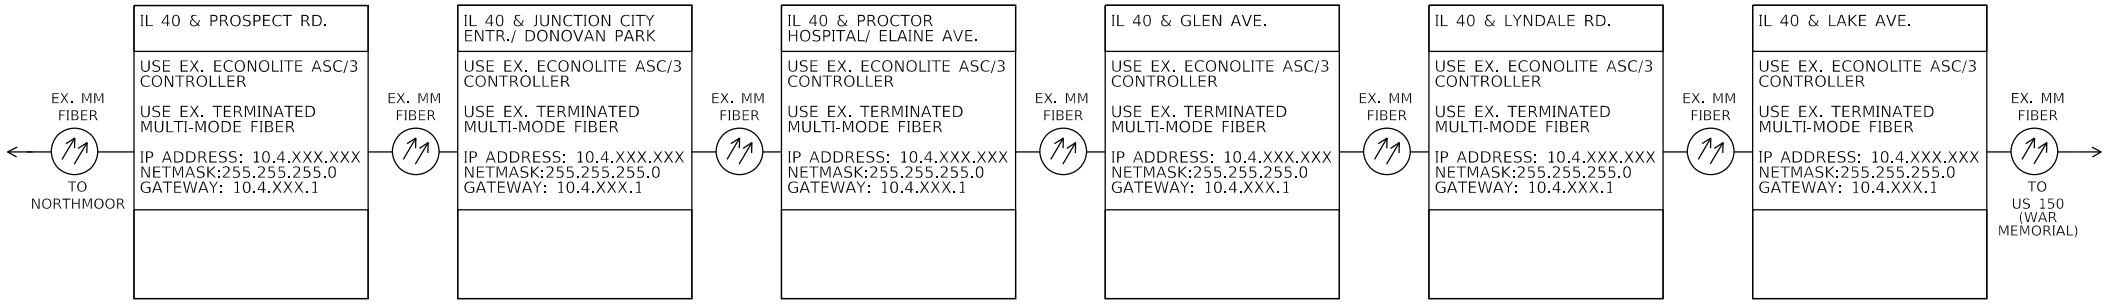 EX. MM
FIBER
TO
NORTHMOOR
IL 40 & PROSPECT RD.
USE EX. ECONOLITE ASC/3
CONTROLLER
USE EX. TERMINATED
MULTI-MODE FIBER
IP ADDRESS: 10.4.XXX.XXX
NETMASK:255.255.255.0
GATEWAY: 10.4.XXX.1
EX. MM
FIBER
IL 40 & JUNCTION CITY
ENTR./ DONOVAN PARK
USE EX. ECONOLITE ASC/3
CONTROLLER
USE EX. TERMINATED
MULTI-MODE FIBER
IP ADDRESS: 10.4.XXX.XXX
NETMASK:255.255.255.0
GATEWAY: 10.4.XXX.1
EX. MM
FIBER
IL 40 & PROCTOR
HOSPITAL/ ELAINE AVE.
USE EX. ECONOLITE ASC/3
CONTROLLER
USE EX. TERMINATED
MULTI-MODE FIBER
IP ADDRESS: 10.4.XXX.XXX
NETMASK:255.255.255.0
GATEWAY: 10.4.XXX.1
EX. MM
FIBER
IL 40 & GLEN AVE.
USE EX. ECONOLITE ASC/3
CONTROLLER
USE EX. TERMINATED
MULTI-MODE FIBER
IP ADDRESS: 10.4.XXX.XXX
NETMASK:255.255.255.0
GATEWAY: 10.4.XXX.1
EX. MM
FIBER
IL 40 & LYNDALE RD.
USE EX. ECONOLITE ASC/3
CONTROLLER
USE EX. TERMINATED
MULTI-MODE FIBER
IP ADDRESS: 10.4.XXX.XXX
NETMASK:255.255.255.0
GATEWAY: 10.4.XXX.1
EX. MM
FIBER
IL 40 & LAKE AVE.
USE EX. ECONOLITE ASC/3
CONTROLLER
USE EX. TERMINATED
MULTI-MODE FIBER
IP ADDRESS: 10.4.XXX.XXX
NETMASK:255.255.255.0
GATEWAY: 10.4.XXX.1
EX. MM
FIBER
TO
US 150
(WAR
MEMORIAL)